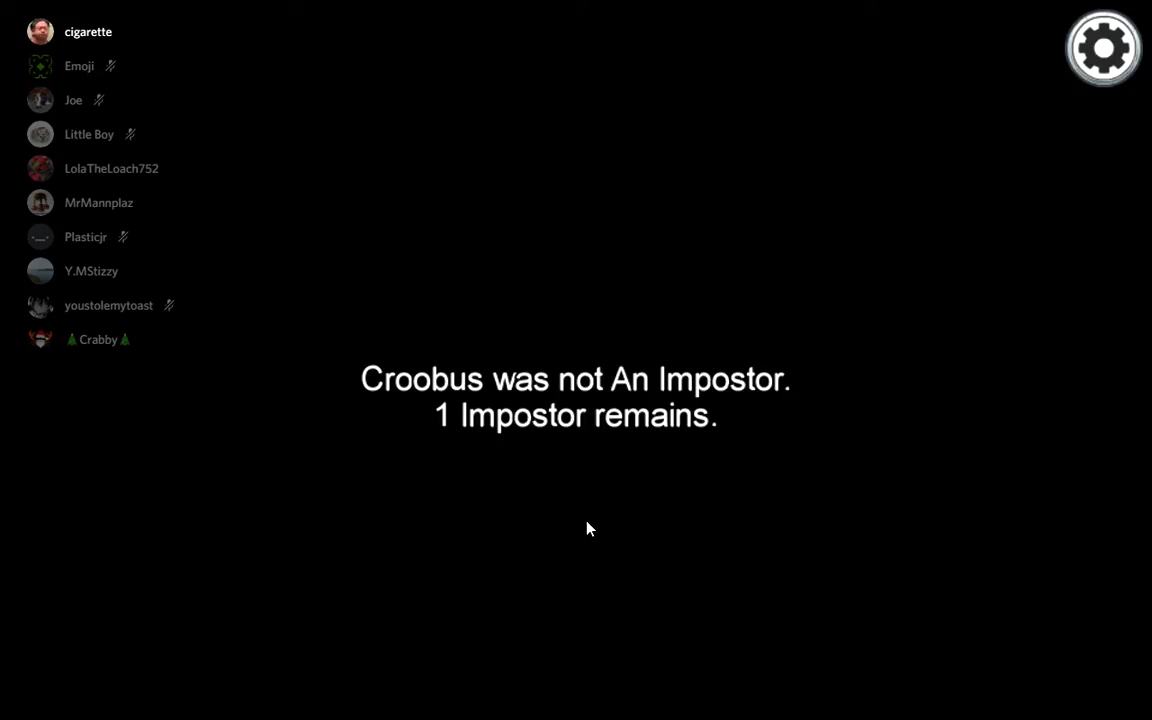 cigarette
Emoji
Joe
Little Boy
LolaTheLoach752
MrMannplaz
Plasticjr
Y.MStizzy
youstolemytoast
🌲Crabby🌲
Croobus was not An Impostor.
1 Impostor remains.